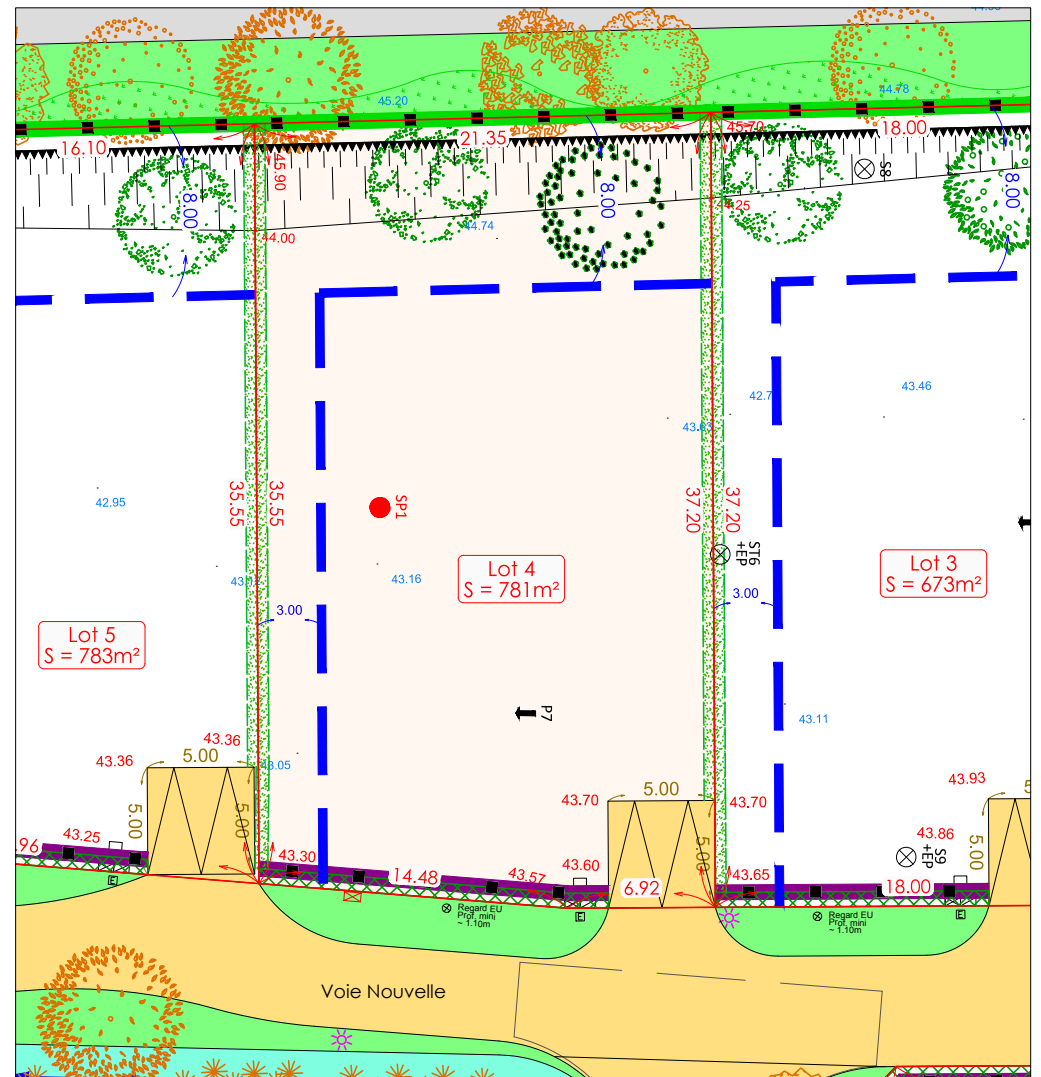 45.20
44.78
16.10
21.35
45.70
18.00
45.90
S8
8.00
8.00
8.00
44.25
44.00
44.74
43.46
42.7
43.63
42.95
35.55
35.55
SP1
37.20
37.20
ST6
+EP
Lot 4
S = 781m²
Lot 3
S = 673m²
43.16
3.00
3.00
Lot 5
S = 783m²
P7
43.11
43.36
43.36
5.00
43.05
5.00
5.00
43.70
5.00
43.70
43.93
5
5.00
5.00
.96
43.25
43.30
43.57
43.60
43.65
43.86
S9
+EP
14.48
6.92
18.00
E
E
E
Regard EU
Prof. mini
~ 1.10m
Regard EU
Prof. mini
~ 1.10m
Voie Nouvelle